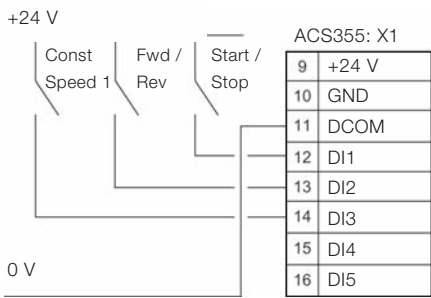 +24 V
Const Speed 1
Fwd / Rev
Start / Stop
ACS355: X1
9 +24 V
10 GND
11 DCOM
12 DI1
13 DI2
14 DI3
15 DI4
16 DI5
0 V